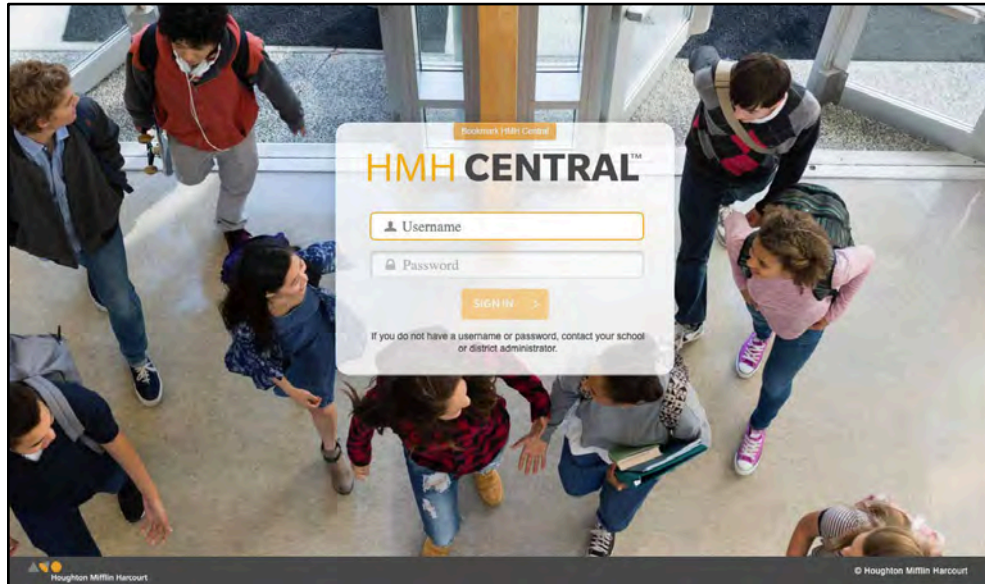 Bookmark HMH Central
HMH CENTRAL™
Username
Password
SIGN IN >
If you do not have a username or password, contact your school
or district administrator.
Houghton Mifflin Harcourt
© Houghton Mifflin Harcourt